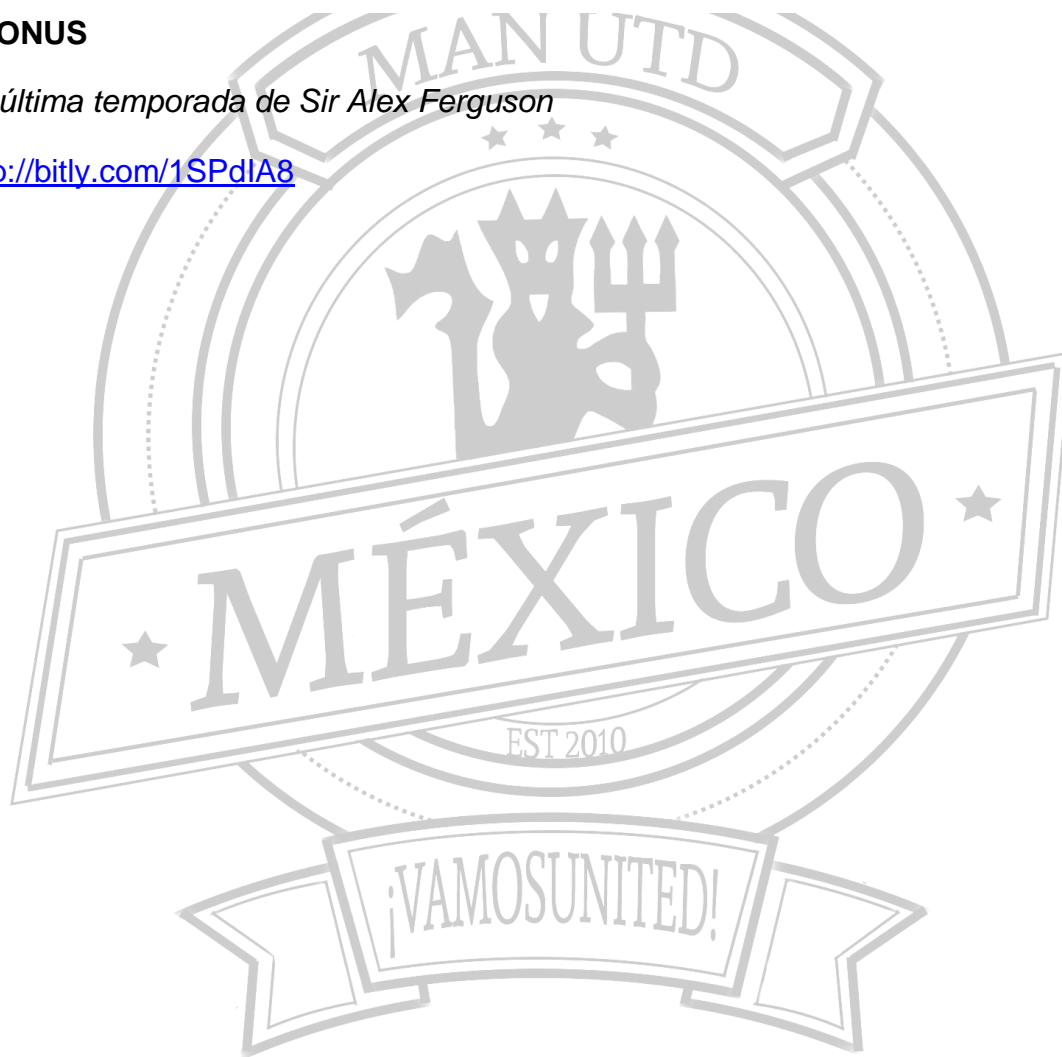 ONUS
última temporada de Sir Alex Ferguson
p://bitly.com/1SPdIA8
MAN UTD
MÉXICO
EST 2010
¡VAMOSUNITED!